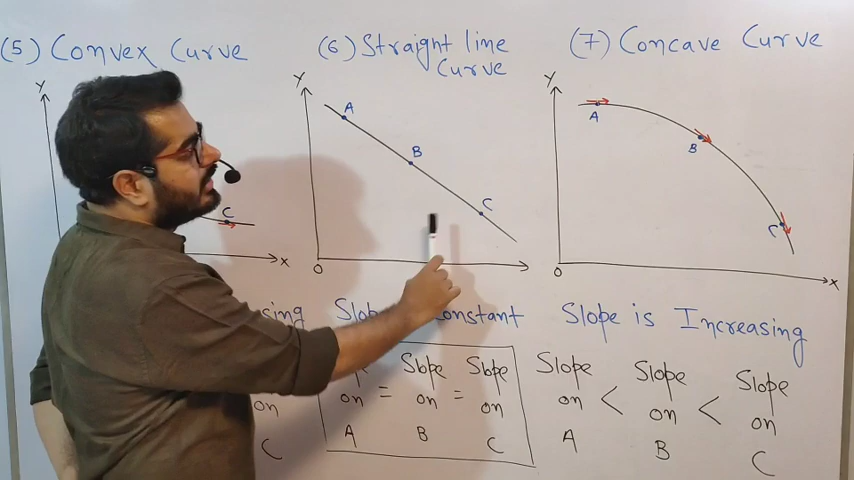 (5) Convex Curve
Y
C
X
on
C
(6) Straight line
Curve
Y
A
B
C
O
Constant
Slope Slope
on = on = on
A B C
(7) Concave Curve
Y
A
B
C
O
X
Slope is Increasing
Slope Slope Slope
on < on < on
A B C